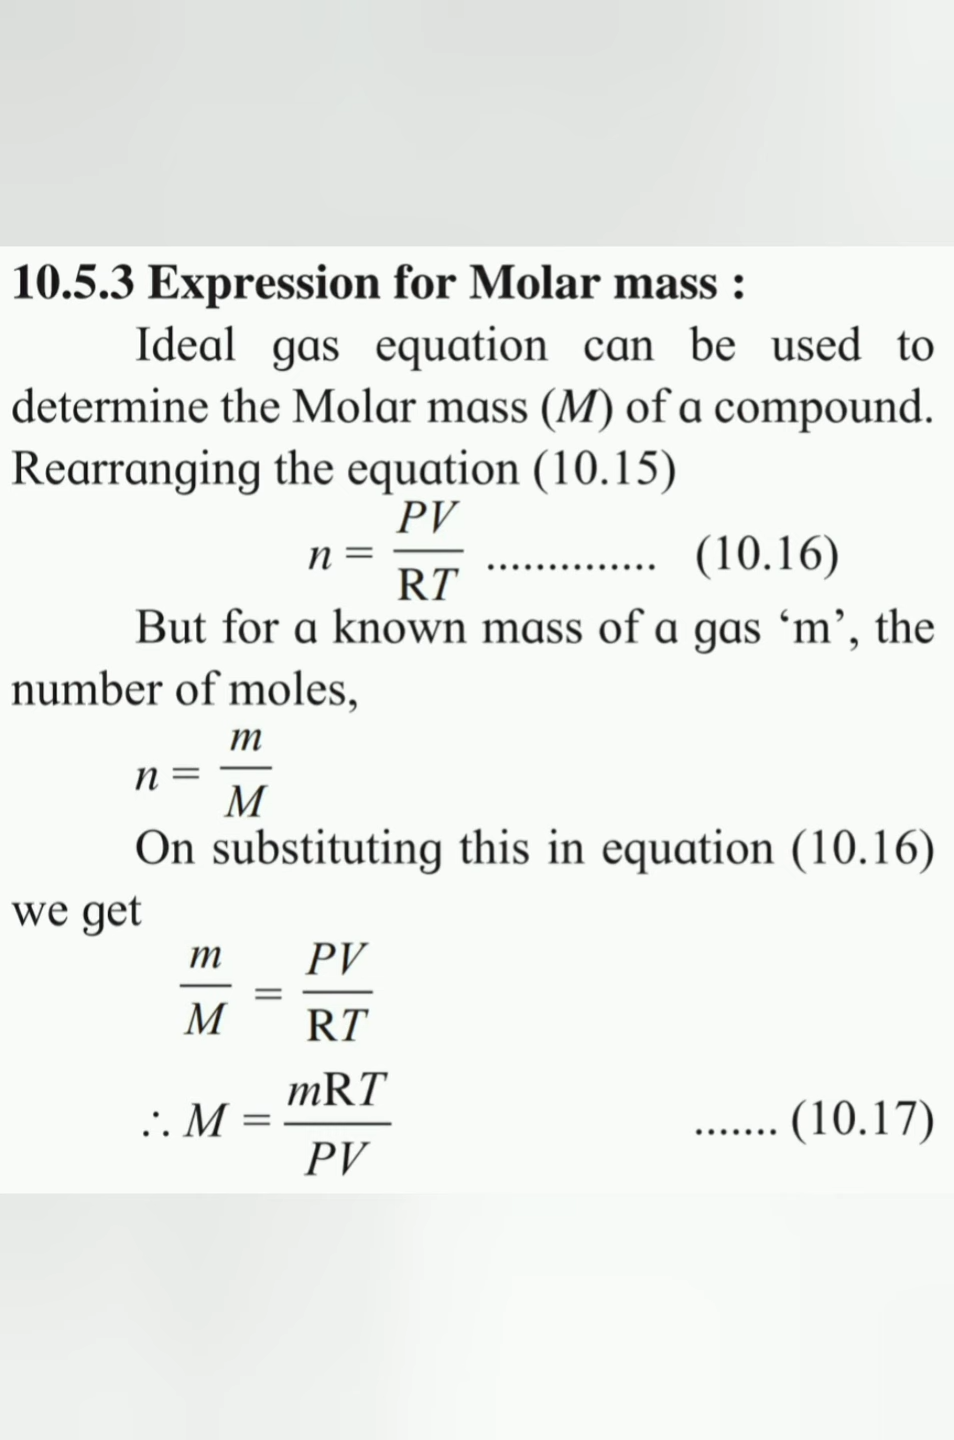 10.5.3 Expression for Molar mass :
Ideal gas equation can be used to
determine the Molar mass (M) of a compound.
Rearranging the equation (10.15)
n = PV/RT .............. (10.16)
But for a known mass of a gas ‘m’, the
number of moles,
n = m/M
On substituting this in equation (10.16)
we get
m/M = PV/RT
∴ M = mRT/PV ....... (10.17)